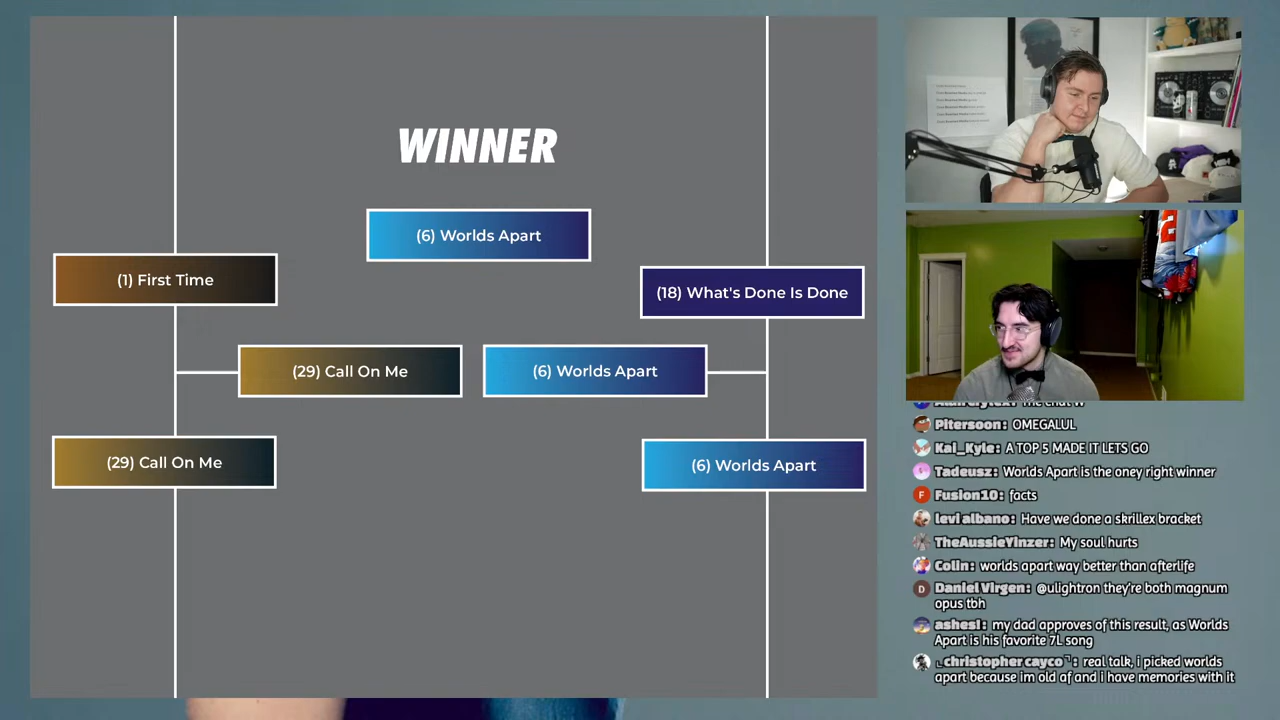 WINNER
(6) Worlds Apart
(1) First Time
(18) What's Done Is Done
(29) Call On Me
(6) Worlds Apart
(29) Call On Me
(6) Worlds Apart
Pitersoon: OMEGALUL
Kai_Kyle: A TOP 5 MADE IT LETS GO
Tadeusz: Worlds Apart is the oney right winner
F Fusion10: facts
levi albano: Have we done a skrillex bracket
TheAussieYinzer: My soul hurts
Colin: worlds apart way better than afterlife
D Daniel Virgen: @ulightron they're both magnum
opus tbh
ashes!: my dad approves of this result, as Worlds
Apart is his favorite 7L song
⌞christopher cayco⌝: real talk, i picked worlds
apart because im old af and i have memories with it